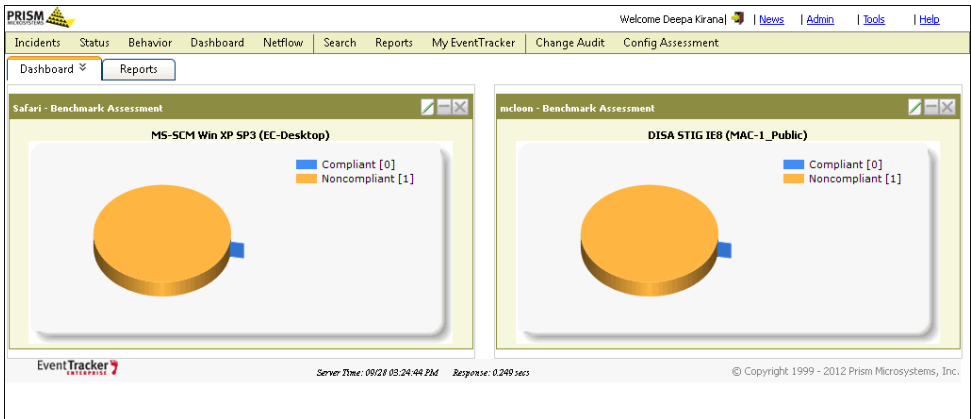 PRISM
MICROSYSTEMS
Welcome Deepa Kirana| | News | Admin | Tools | Help
Incidents Status Behavior Dashboard Netflow | Search Reports My EventTracker | Change Audit Config Assessment
Dashboard Reports
Safari - Benchmark Assessment
MS-SCM Win XP SP3 (EC-Desktop)
Compliant [0]
Noncompliant [1]
mcloon - Benchmark Assessment
DISA STIG IE8 (MAC-1_Public)
Compliant [0]
Noncompliant [1]
EventTracker
ENTERPRISE
Server Time: 09/28 03:24:44 PM Response: 0.249 secs
© Copyright 1999 - 2012 Prism Microsystems, Inc.